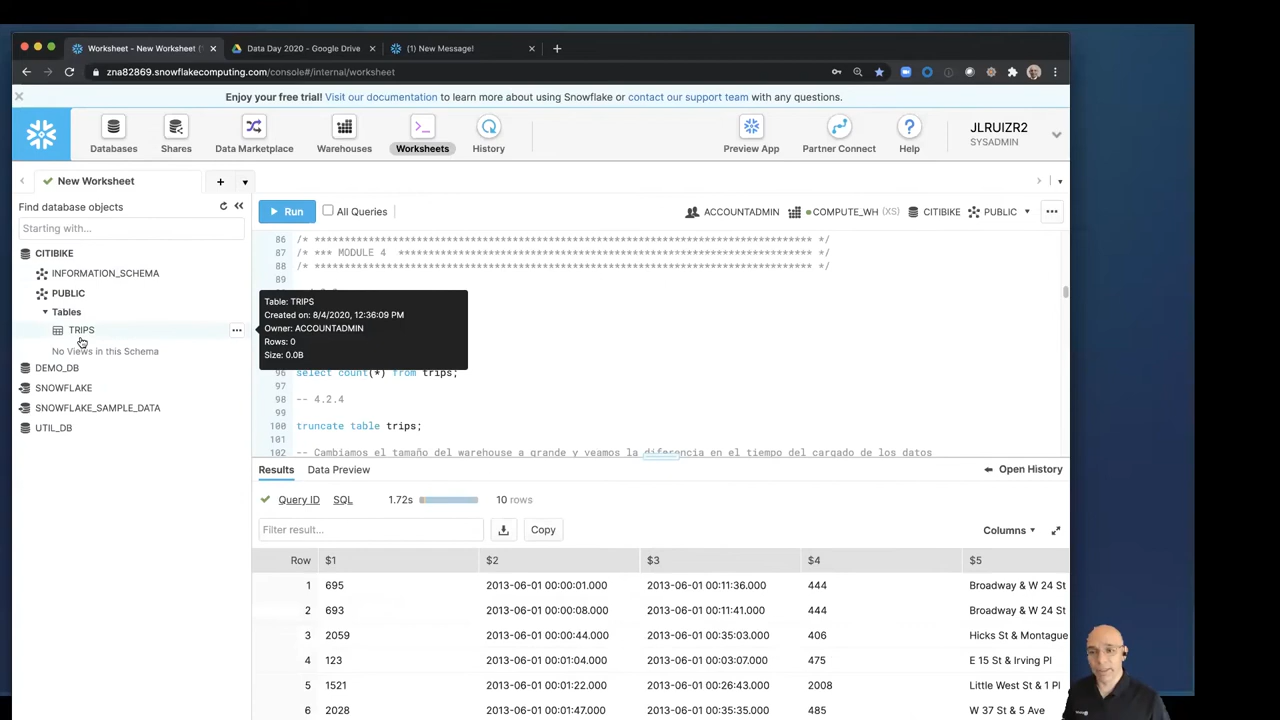 Worksheet - New Worksheet (
Data Day 2020 - Google Drive
(1) New Message!
zna82869.snowflakecomputing.com/console#/internal/worksheet
Enjoy your free trial! Visit our documentation to learn more about using Snowflake or contact our support team with any questions.
Databases
Shares
Data Marketplace
Warehouses
Worksheets
History
Preview App
Partner Connect
Help
JLRUIZR2
SYSADMIN
New Worksheet
Find database objects
Starting with...
CITIBIKE
INFORMATION_SCHEMA
PUBLIC
Tables
TRIPS
No Views in this Schema
DEMO_DB
SNOWFLAKE
SNOWFLAKE_SAMPLE_DATA
UTIL_DB
Run
All Queries
ACCOUNTADMIN
COMPUTE_WH (XS)
CITIBIKE
PUBLIC
86 /* ******************************************************************************** */
87 /* *** MODULE 4 ******************************************************************* */
88 /* ******************************************************************************** */
89
Table: TRIPS
Created on: 8/4/2020, 12:36:09 PM
Owner: ACCOUNTADMIN
Rows: 0
Size: 0.0B
96 select count(*) from trips;
97
98 -- 4.2.4
99
100 truncate table trips;
101
102 -- Cambiamos el tamaño del warehouse a grande y veamos la diferencia en el tiempo del cargado de los datos
Results
Data Preview
Open History
Query ID
SQL
1.72s
10 rows
Filter result...
Copy
Columns
Row $1 $2 $3 $4 $5
1 695 2013-06-01 00:00:01.000 2013-06-01 00:11:36.000 444 Broadway & W 24 St
2 693 2013-06-01 00:00:08.000 2013-06-01 00:11:41.000 444 Broadway & W 24 St
3 2059 2013-06-01 00:00:44.000 2013-06-01 00:35:03.000 406 Hicks St & Montague
4 123 2013-06-01 00:01:04.000 2013-06-01 00:03:07.000 475 E 15 St & Irving Pl
5 1521 2013-06-01 00:01:22.000 2013-06-01 00:26:43.000 2008 Little West St & 1 Pl
6 2028 2013-06-01 00:01:47.000 2013-06-01 00:35:35.000 485 W 37 St & 5 Ave